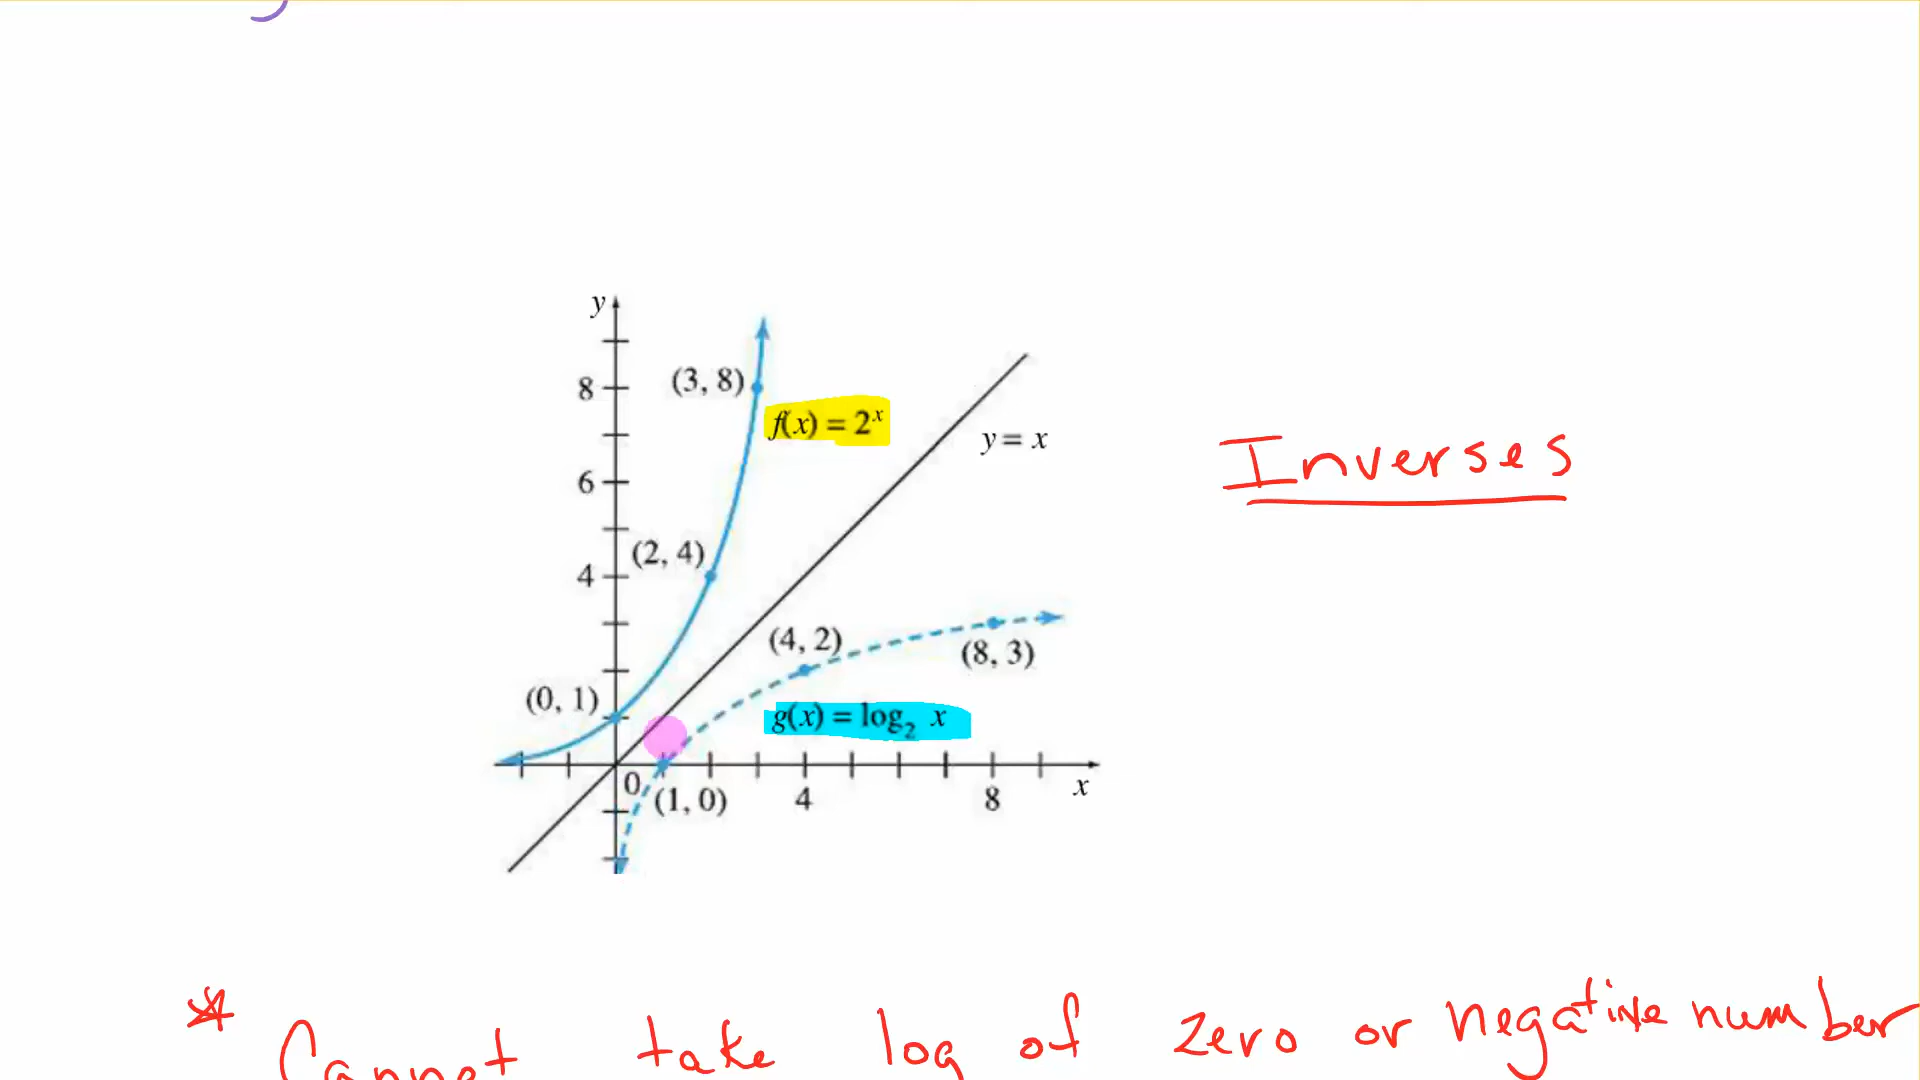 y
8
(3, 8)
f(x) = 2ˣ
y = x
Inverses
6
(2, 4)
4
(4, 2)
(8, 3)
(0, 1)
g(x) = log₂ x
0
(1, 0)
4
8
x
* Cannot take log of zero or negative number